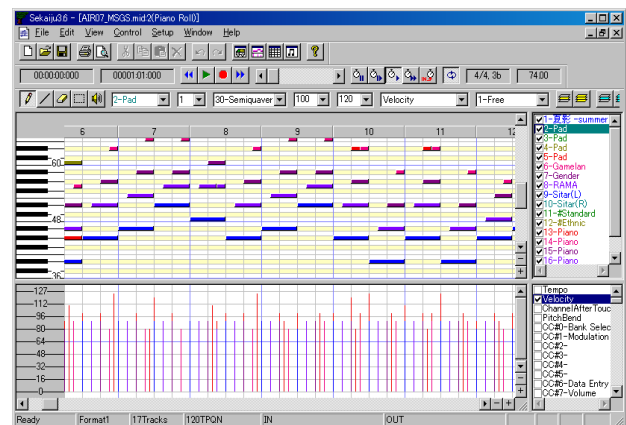 Sekaiju3.6 - [AIR07_MSGS.mid:2(Piano Roll0)]
File Edit View Control Setup Window Help
00:00:00:000 00001:01:000 4/4, 3b 74.00
2-Pad 1 30-Semiquaver 100 120 Velocity 1-Free
6 7 8 9 10 11 12
60
48
36
1-夏影 -summer
2-Pad
3-Pad
4-Pad
5-Pad
6-Gamelan
7-Gender
8-RAMA
9-Sitar(L)
10-Sitar(R)
11-#Standard
12-#Ethnic
13-Piano
14-Piano
15-Piano
16-Piano
127
112
96
80
64
48
32
16
0
Tempo
Velocity
ChannelAfterTouc
PitchBend
CC#0-Bank Selec
CC#1-Modulation
CC#2-
CC#3-
CC#4-
CC#5-
CC#6-Data Entry
CC#7-Volume
Ready Format1 17Tracks 120TPQN IN OUT